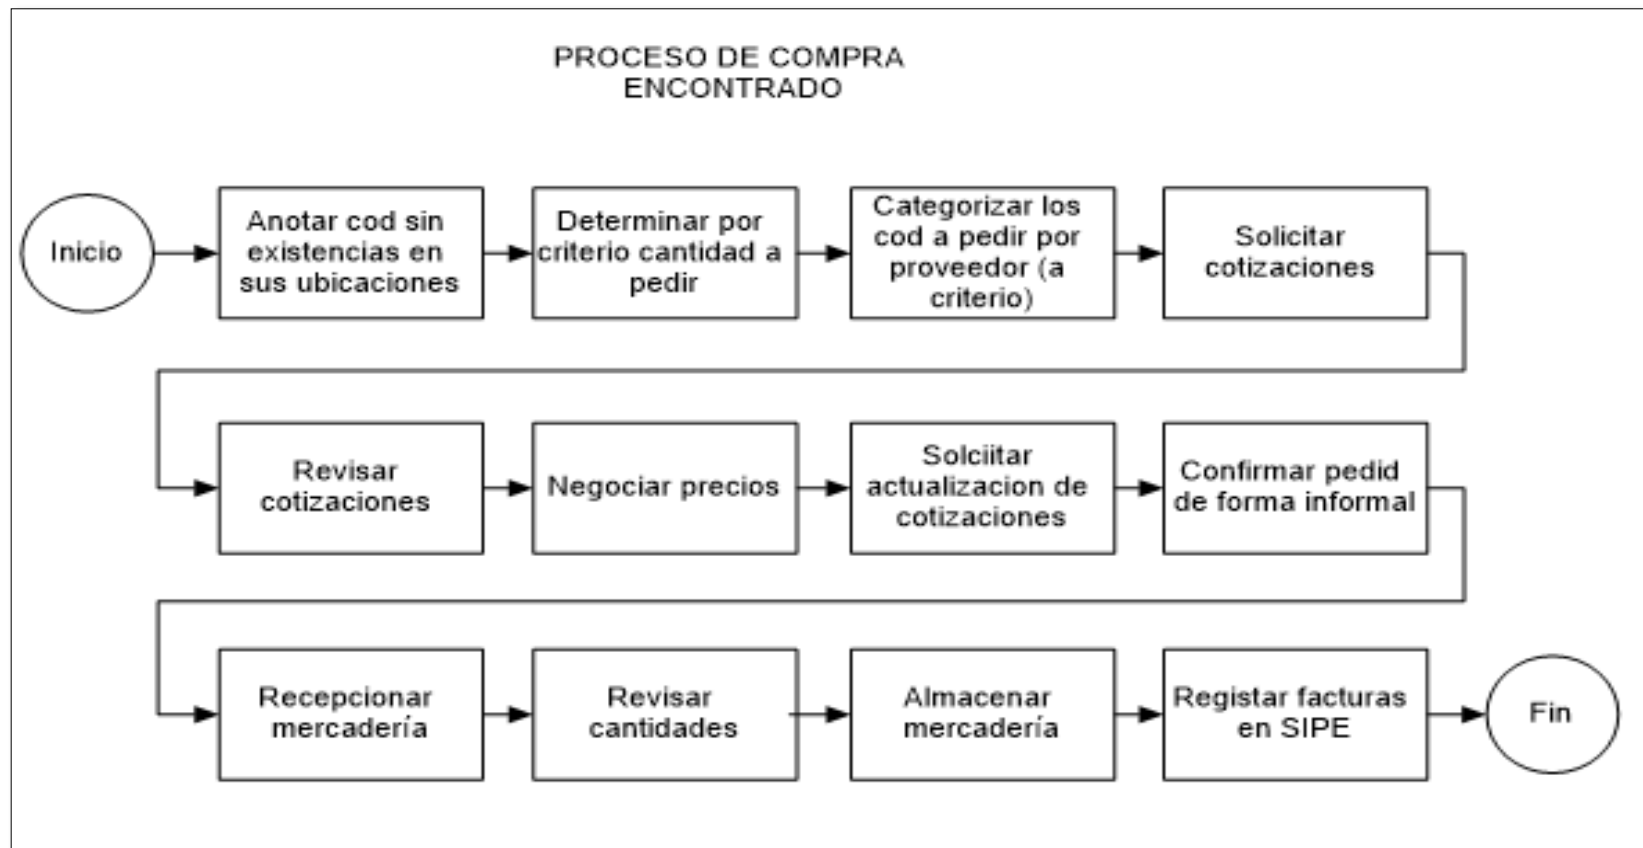 PROCESO DE COMPRA
ENCONTRADO
Inicio
Anotar cod sin
existencias en
sus ubicaciones
Determinar por
criterio cantidad a
pedir
Categorizar los
cod a pedir por
proveedor (a
criterio)
Solicitar
cotizaciones
Revisar
cotizaciones
Negociar precios
Solciitar
actualizacion de
cotizaciones
Confirmar pedid
de forma informal
Recepcionar
mercadería
Revisar
cantidades
Almacenar
mercadería
Registar facturas
en SIPE
Fin